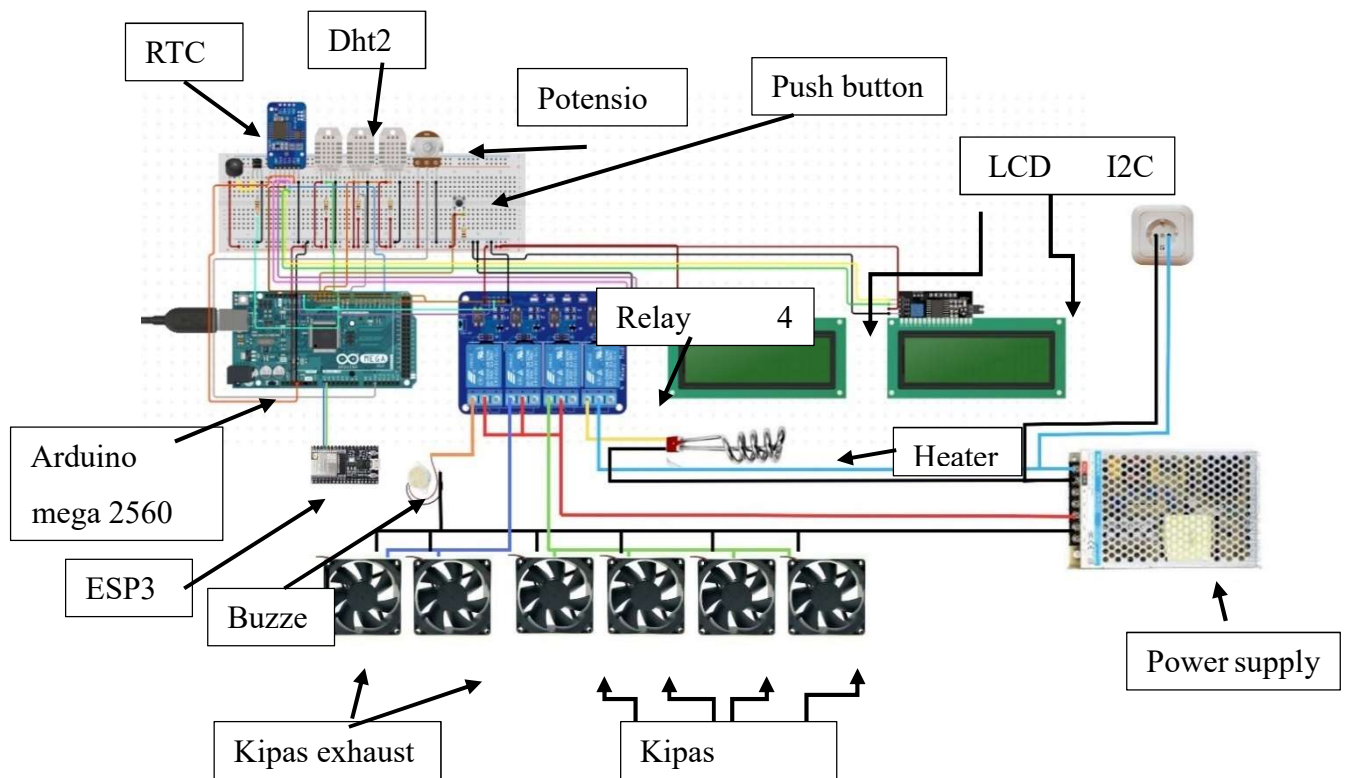 RTC
Dht2
Potensio
Push button
LCD I2C
Relay 4
Arduino
mega 2560
Heater
ESP3
Buzze
Power supply
Kipas exhaust
Kipas
MEGA
ARDUINO